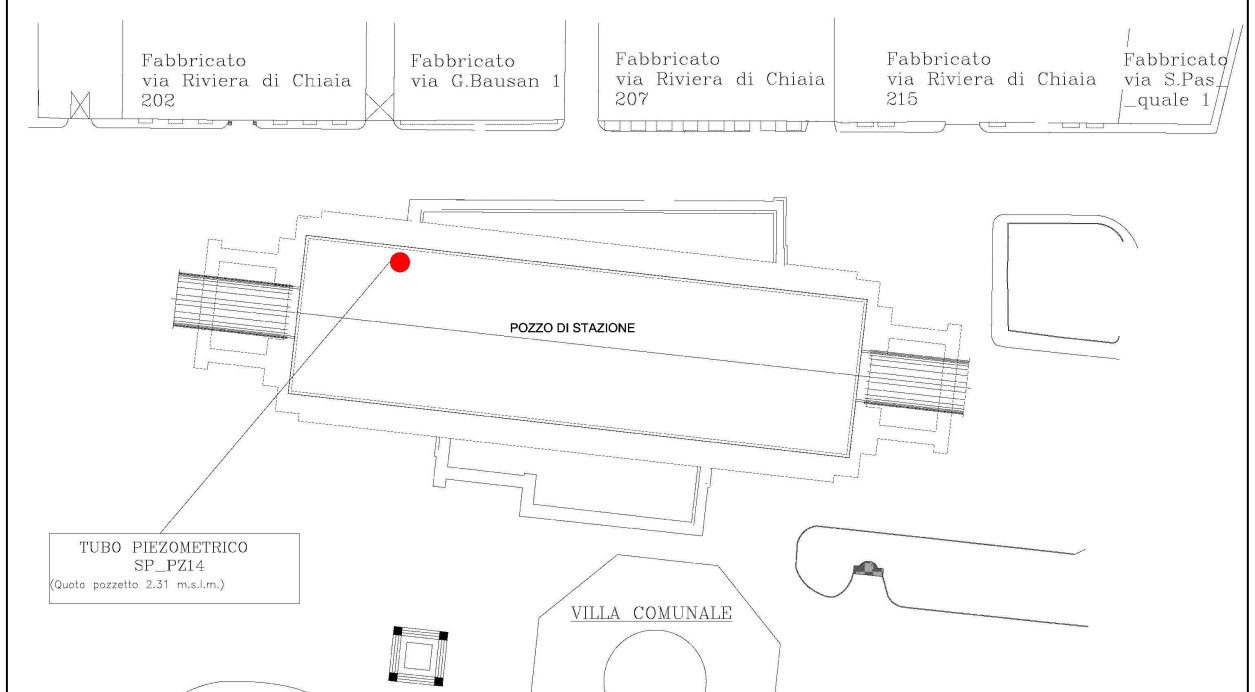 Fabbricato
via Riviera di Chiaia
202
Fabbricato
via G.Bausan 1
Fabbricato
via Riviera di Chiaia
207
Fabbricato
via Riviera di Chiaia
215
Fabbricato
via S.Pas_
_quale 1
POZZO DI STAZIONE
TUBO PIEZOMETRICO
SP_PZ14
(Quota pozzetto 2.31 m.s.l.m.)
VILLA COMUNALE